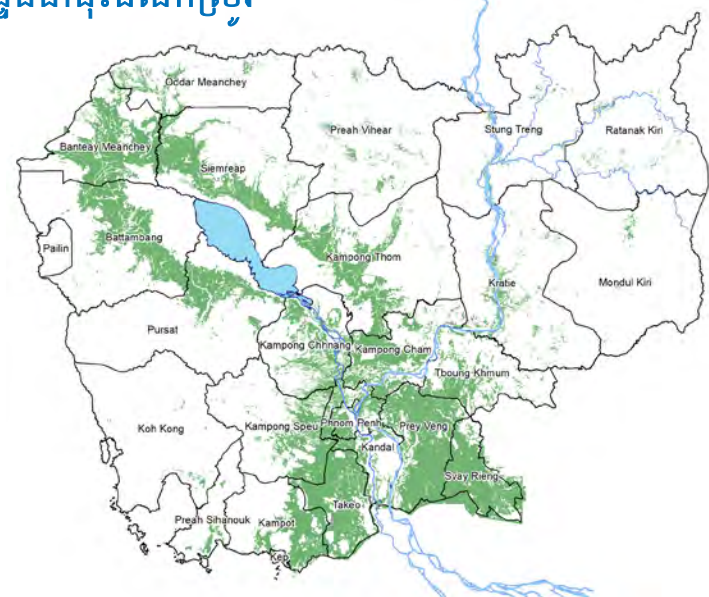 Oddar Meanchey
Preah Vihear
Stung Treng
Ratanak Kiri
Banteay Meanchey
Siemreap
Battambang
Pailin
Kampong Thom
Kratie
Mondul Kiri
Pursat
Kampong Chhnang
Kampong Cham
Tboung Khmum
Koh Kong
Kampong Speu
Phnom Penh
Prey Veng
Kandal
Svay Rieng
Takeo
Preah Sihanouk
Kampot
Kep